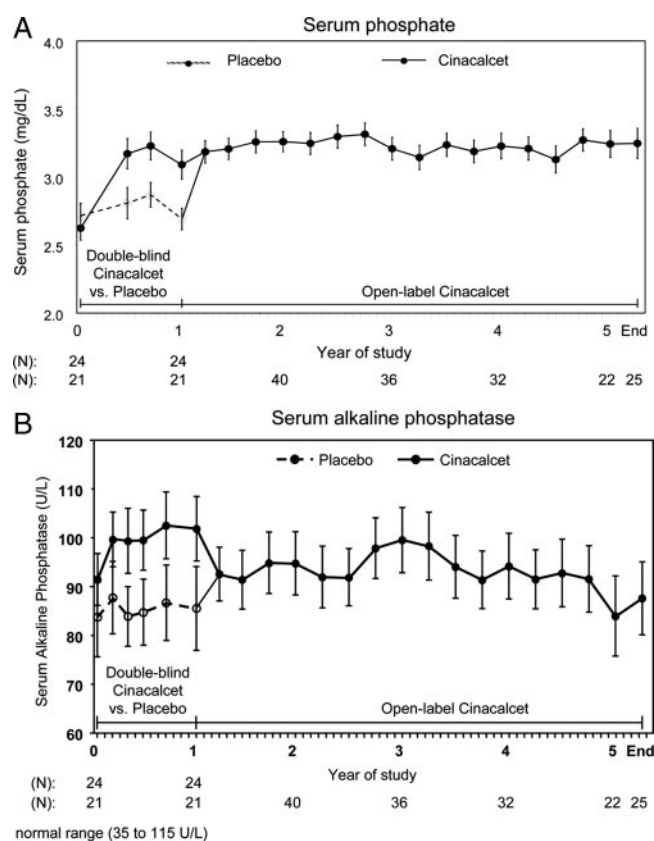 A
Serum phosphate
4.0
3.5
3.0
2.5
2.0
Serum phosphate (mg/dL)
Placebo
Cinacalcet
Double-blind
Cinacalcet
vs. Placebo
Open-label Cinacalcet
0 1 2 3 4 5 End
Year of study
(N): 24 24
(N): 21 21 40 36 32 22 25
B
Serum alkaline phosphatase
120
110
100
90
80
70
60
Serum Alkaline Phosphatase (U/L)
Placebo
Cinacalcet
Double-blind
Cinacalcet
vs. Placebo
Open-label Cinacalcet
0 1 2 3 4 5 End
Year of study
(N): 24 24
(N): 21 21 40 36 32 22 25
normal range (35 to 115 U/L)